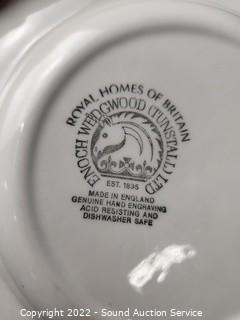 ROYAL HOMES OF BRITAIN
ENOCH WEDGWOOD (TUNSTALL) LTD
EST. 1835
MADE IN ENGLAND
GENUINE HAND ENGRAVING
ACID RESISTING AND
DISHWASHER SAFE
Copyright 2022 - Sound Auction Service